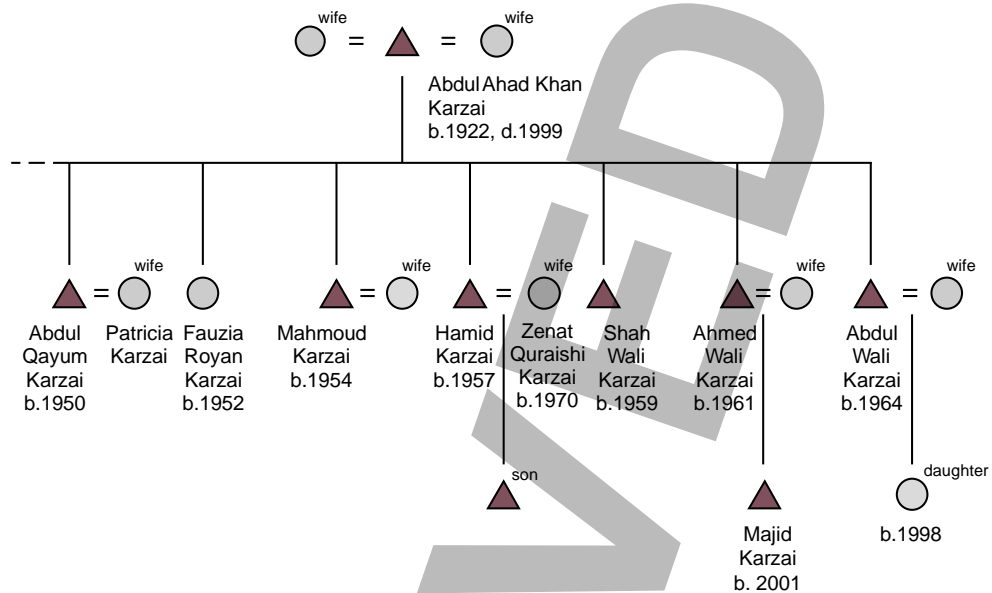 wife
wife
Abdul Ahad Khan
Karzai
b.1922, d.1999
wife
wife
wife
wife
wife
Abdul
Qayum
Karzai
b.1950
Patricia
Karzai
Fauzia
Royan
Karzai
b.1952
Mahmoud
Karzai
b.1954
Hamid
Karzai
b.1957
Zenat
Quraishi
Karzai
b.1970
Shah
Wali
Karzai
b.1959
Ahmed
Wali
Karzai
b.1961
Abdul
Wali
Karzai
b.1964
son
daughter
Majid
Karzai
b. 2001
b.1998
VED